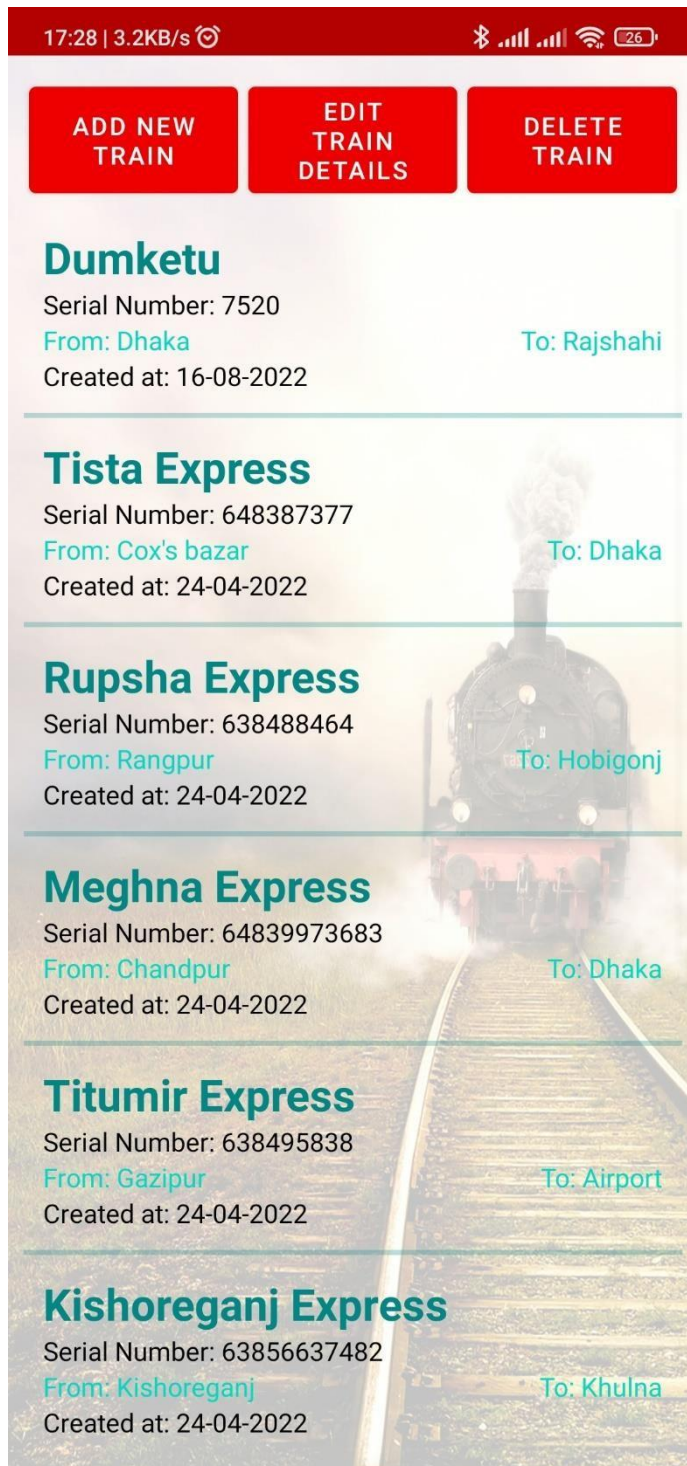 17:28 | 3.2KB/s
26
ADD NEW
TRAIN
EDIT
TRAIN
DETAILS
DELETE
TRAIN
Dumketu
Serial Number: 7520
From: Dhaka To: Rajshahi
Created at: 16-08-2022
Tista Express
Serial Number: 648387377
From: Cox's bazar To: Dhaka
Created at: 24-04-2022
Rupsha Express
Serial Number: 638488464
From: Rangpur To: Hobigonj
Created at: 24-04-2022
Meghna Express
Serial Number: 64839973683
From: Chandpur To: Dhaka
Created at: 24-04-2022
Titumir Express
Serial Number: 638495838
From: Gazipur To: Airport
Created at: 24-04-2022
Kishoreganj Express
Serial Number: 63856637482
From: Kishoreganj To: Khulna
Created at: 24-04-2022